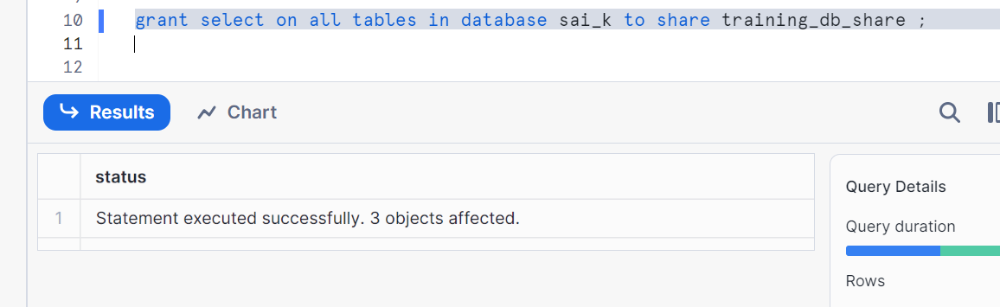 10 grant select on all tables in database sai_k to share training_db_share ;
11
12
Results
Chart
status
1 Statement executed successfully. 3 objects affected.
Query Details
Query duration
Rows